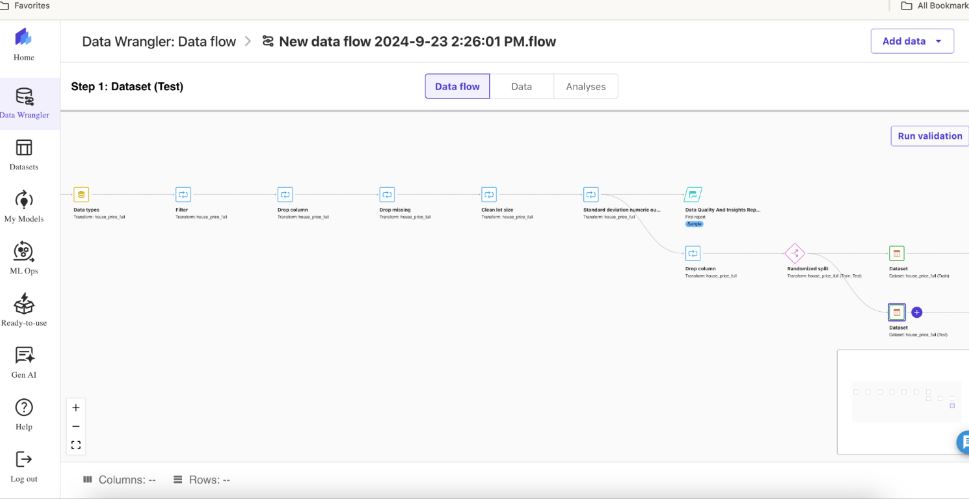 Favorites
All Bookmark
Home
Data Wrangler: Data flow > New data flow 2024-9-23 2:26:01 PM.flow
Add data
Step 1: Dataset (Test)
Data flow
Data
Analyses
Data Wrangler
Run validation
Datasets
My Models
ML Ops
Ready-to-use
Gen AI
Help
Log out
Data types
Transform: house_price_full
Filter
Transform: house_price_full
Drop column
Transform: house_price_full
Drop missing
Transform: house_price_full
Clean lot size
Transform: house_price_full
Standard deviation numeric ou...
Transform: house_price_full
Data Quality And Insights Rep...
First report
Sample
Drop column
Transform: house_price_full
Randomized split
Transform: house_price_full (Train, Test)
Dataset
Dataset: house_price_full
Dataset
Dataset: house_price_full (Test)
Columns: --
Rows: --